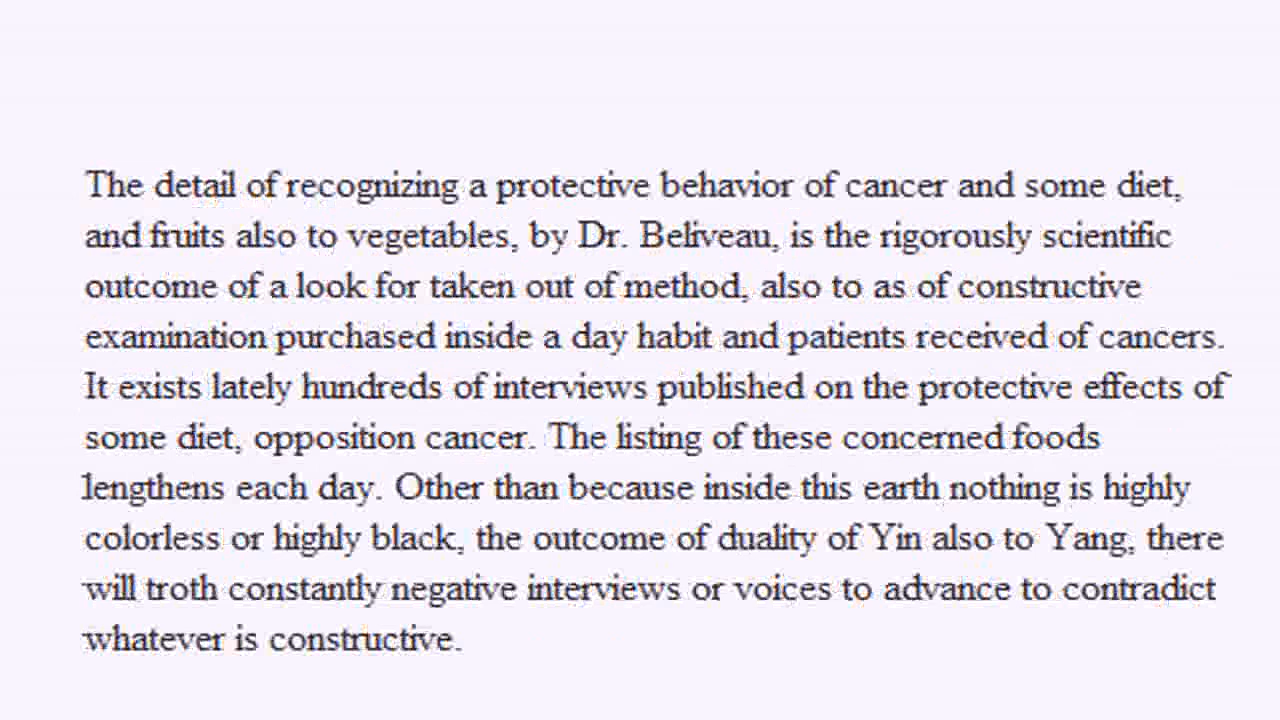 The detail of recognizing a protective behavior of cancer and some diet,
and fruits also to vegetables, by Dr. Beliveau, is the rigorously scientific
outcome of a look for taken out of method, also to as of constructive
examination purchased inside a day habit and patients received of cancers.
It exists lately hundreds of interviews published on the protective effects of
some diet, opposition cancer. The listing of these concerned foods
lengthens each day. Other than because inside this earth nothing is highly
colorless or highly black, the outcome of duality of Yin also to Yang, there
will troth constantly negative interviews or voices to advance to contradict
whatever is constructive.